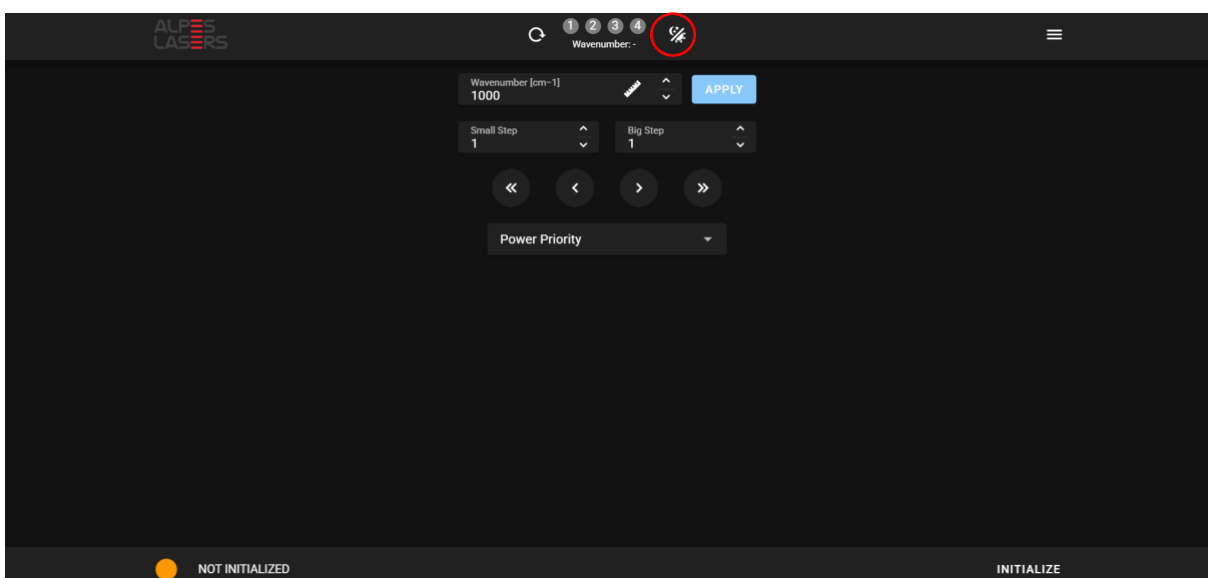 ALPES
LASERS
1 2 3 4
Wavenumber: -
Wavenumber [cm-1]
1000
APPLY
Small Step
1
Big Step
1
Power Priority
NOT INITIALIZED
INITIALIZE